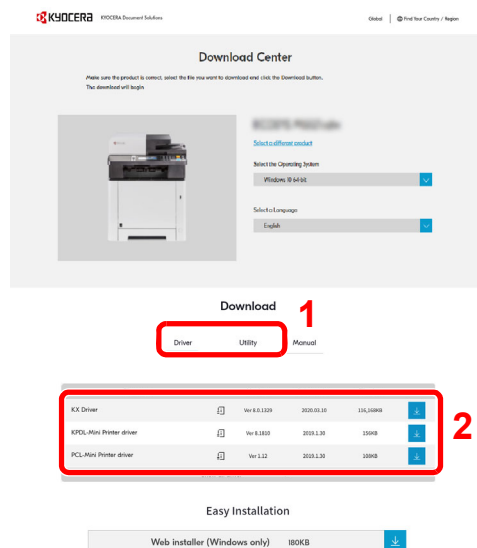 KYOCERA KYOCERA Document Solutions Global Find Your Country / Region
Download Center
Make sure the product is correct, select the file you want to download and click the Download button.
The download will begin
Select a different product
Select the Operating System
Windows 10 64-bit
Select a Language
English
Download
1
Driver Utility Manual
KX Driver Ver 8.0.1329 2020.03.10 116,168KB
KPDL-Mini Printer driver Ver 8.1810 2019.1.30 156KB
PCL-Mini Printer driver Ver 1.12 2019.1.30 188KB
2
Easy Installation
Web installer (Windows only) 180KB